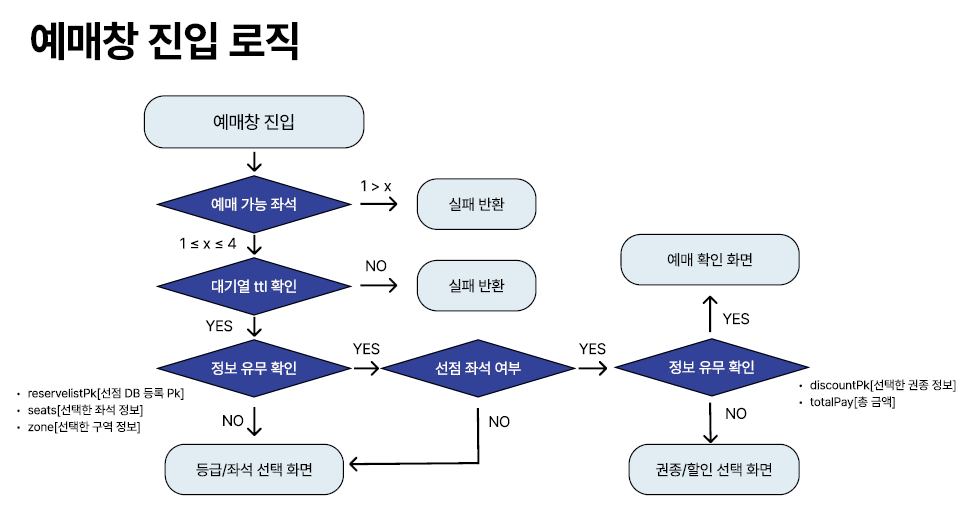 예매창 진입 로직
예매창 진입
예매 가능 좌석
1 > x
실패 반환
1 ≤ x ≤ 4
대기열 ttl 확인
NO
실패 반환
예매 확인 화면
YES
YES
정보 유무 확인
YES
선점 좌석 여부
YES
정보 유무 확인
• reservelistPk[선점 DB 등록 Pk]
• seats[선택한 좌석 정보]
• zone[선택한 구역 정보]
• discountPk[선택한 권종 정보]
• totalPay[총 금액]
NO
NO
NO
등급/좌석 선택 화면
권종/할인 선택 화면